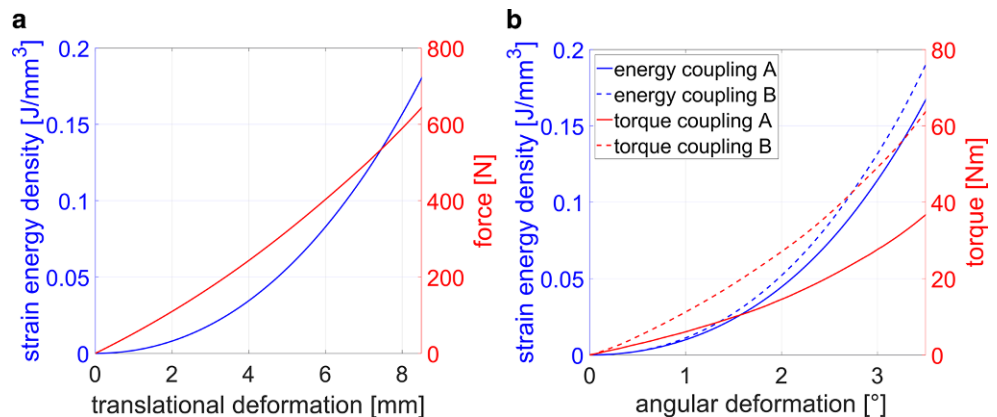 a
strain energy density [J/mm³]
0.2
0.15
0.1
0.05
0
800
600
400
200
0
force [N]
0 2 4 6 8
translational deformation [mm]
b
strain energy density [J/mm³]
0.2
0.15
0.1
0.05
0
energy coupling A
energy coupling B
torque coupling A
torque coupling B
80
60
40
20
0
torque [Nm]
0 1 2 3
angular deformation [°]